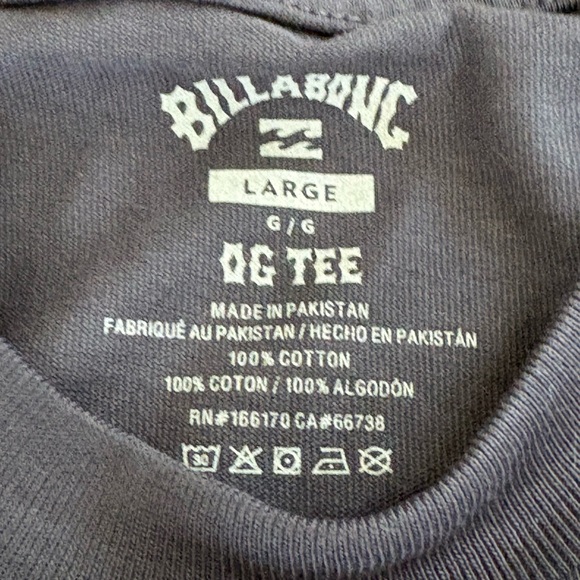 BILLABONG
LARGE
G/G
OG TEE
MADE IN PAKISTAN
FABRIQUÉ AU PAKISTAN / HECHO EN PAKISTÁN
100% COTTON
100% COTON / 100% ALGODÓN
RN#166170 CA#66738
30